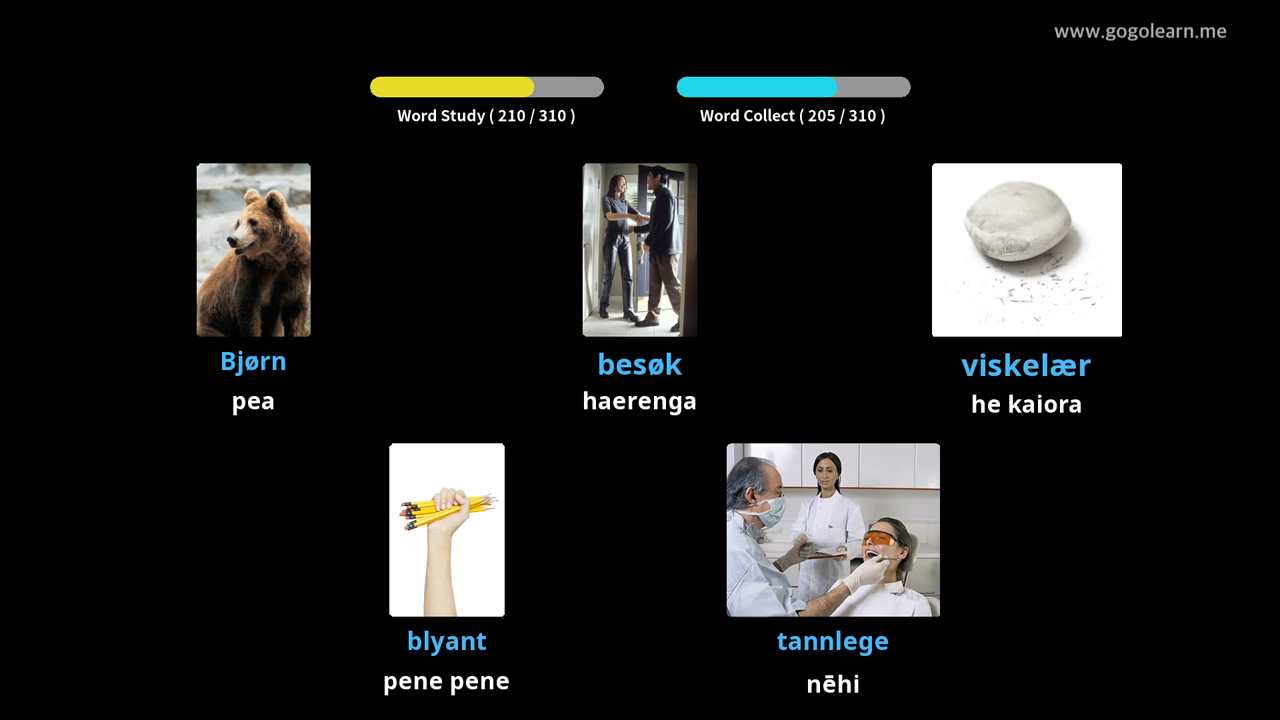 www.gogolearn.me
Word Study ( 210 / 310 )
Word Collect ( 205 / 310 )
Bjørn
pea
besøk
haerenga
viskelær
he kaiora
blyant
pene pene
tannlege
nēhi